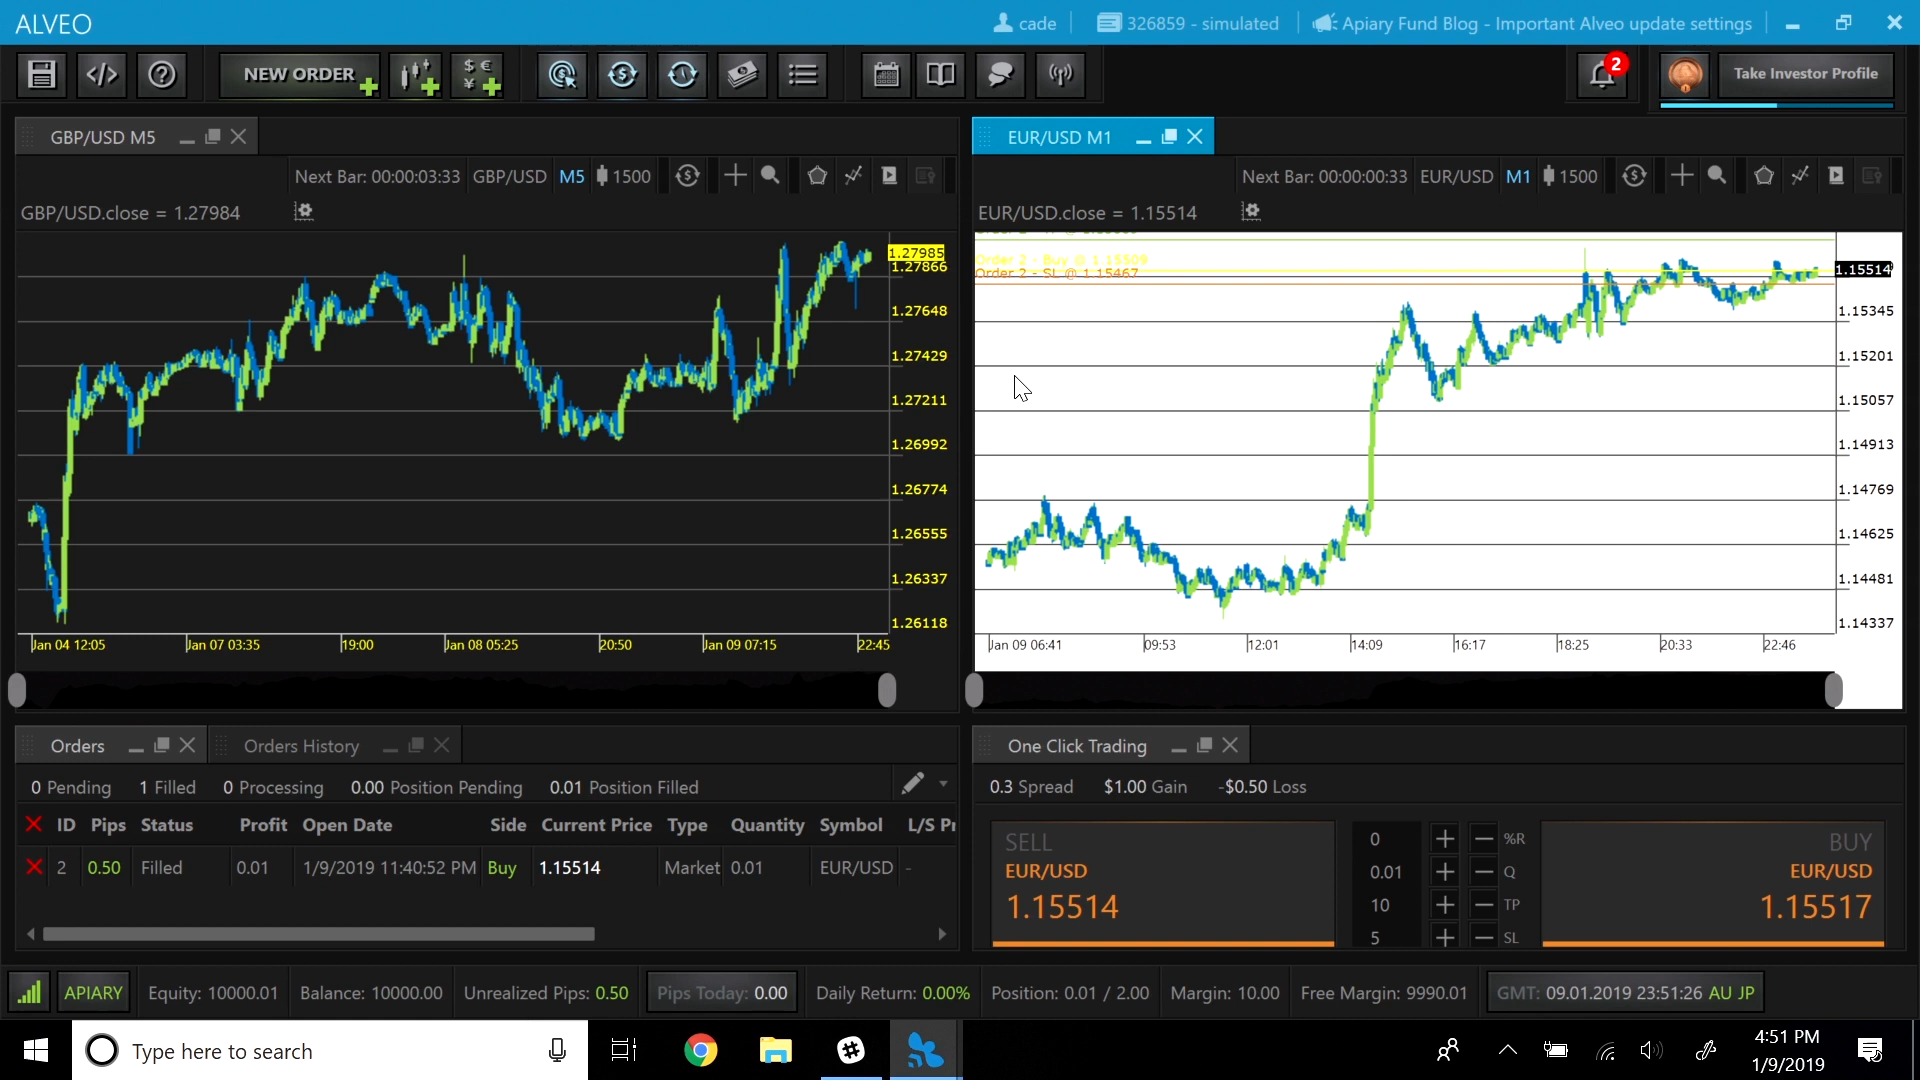 ALVEO
cade
326859 - simulated
Apiary Fund Blog - Important Alveo update settings
NEW ORDER
2
Take Investor Profile
GBP/USD M5
Next Bar: 00:00:03:33 GBP/USD M5 1500
GBP/USD.close = 1.27984
1.27985
1.27866
1.27648
1.27429
1.27211
1.26992
1.26774
1.26555
1.26337
1.26118
Jan 04 12:05 Jan 07 03:35 19:00 Jan 08 05:25 20:50 Jan 09 07:15 22:45
EUR/USD M1
Next Bar: 00:00:00:33 EUR/USD M1 1500
EUR/USD.close = 1.15514
Order 2 - Buy @ 1.15509
Order 2 - SL @ 1.15467
1.15514
1.15345
1.15201
1.15057
1.14913
1.14769
1.14625
1.14481
1.14337
Jan 09 06:41 09:53 12:01 14:09 16:17 18:25 20:33 22:46
Orders Orders History
0 Pending 1 Filled 0 Processing 0.00 Position Pending 0.01 Position Filled
ID Pips Status Profit Open Date Side Current Price Type Quantity Symbol L/S
2 0.50 Filled 0.01 1/9/2019 11:40:52 PM Buy 1.15514 Market 0.01 EUR/USD -
One Click Trading
0.3 Spread $1.00 Gain -$0.50 Loss
SELL
EUR/USD
1.15514
0 + − %R
0.01 + − Q
10 + − TP
5 + − SL
BUY
EUR/USD
1.15517
APIARY Equity: 10000.01 Balance: 10000.00 Unrealized Pips: 0.50 Pips Today: 0.00 Daily Return: 0.00% Position: 0.01 / 2.00 Margin: 10.00 Free Margin: 9990.01 GMT: 09.01.2019 23:51:26 AU JP
Type here to search
4:51 PM
1/9/2019